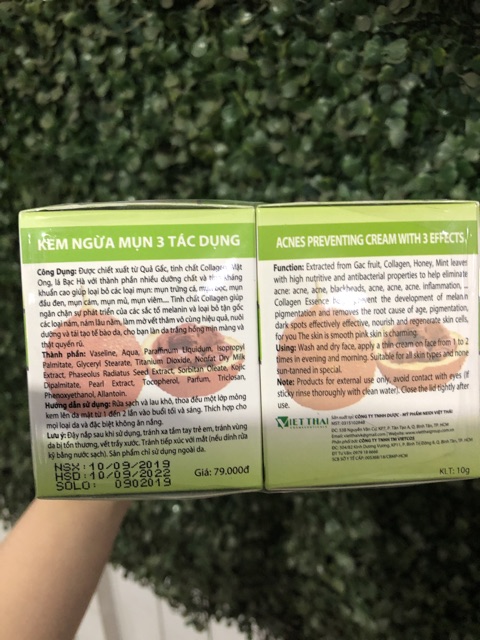 KEM NGỪA MỤN 3 TÁC DỤNG
Công Dụng: Được chiết xuất từ Quả Gấc, tinh chất Collagen, Mật
Ong, lá Bạc Hà với thành phần nhiều dưỡng chất và tính kháng
khuẩn cao giúp loại bỏ các loại mụn: mụn trứng cá, mụn bọc, mụn
đầu đen, mụn cám, mụn mủ, mụn viêm.... Tinh chất Collagen giúp
ngăn chặn sự phát triển của các sắc tố melanin và loại bỏ tận gốc
các loại nám, nám lâu năm, làm mờ vết thâm vô cùng hiệu quả, nuôi
dưỡng và tái tạo tế bào da, cho bạn làn da trắng hồng mịn màng và
thật quyến rũ.
Thành phần: Vaseline, Aqua, Paraffinum Liquidum, Isopropyl
Palmitate, Glyceryl Stearate, Titanium Dioxide, Nonfat Dry Milk
Extract, Phaseolus Radiatus Seed Extract, Sorbitan Oleate, Kojic
Dipalmitate, Pearl Extract, Tocopherol, Parfum, Triclosan,
Phenoxyethanol, Allantoin.
Hướng dẫn sử dụng: Rửa sạch và lau khô, thoa đều một lớp mỏng
kem lên da mặt từ 1 đến 2 lần vào buổi tối và sáng. Thích hợp cho
mọi loại da và đặc biệt không ăn nắng.
Lưu ý: Đậy nắp sau khi sử dụng, tránh xa tầm tay trẻ em, tránh vùng
da bị tổn thương, vết trầy xước. Tránh tiếp xúc với mắt (nếu dính rửa
kỹ bằng nước sạch). Sản phẩm chỉ sử dụng ngoài da.
NSX: 10/09/2019
HSD: 10/09/2022
SOLO: 092019
Giá: 79.000đ
ACNES PREVENTING CREAM WITH 3 EFFECTS
Function: Extracted from Gac fruit, Collagen, Honey, Mint leaves
with high nutritive and antibacterial properties to help eliminate
acne: acne, acne, blackheads, acne, acne, acne. inflammation, ...
Collagen Essence prevent the development of melanin
pigmentation and removes the root cause of age, pigmentation,
dark spots effectively effective, nourish and regenerate skin cells,
for you The skin is smooth pink skin is charming.
Using: Wash and dry face, apply a thin cream on face from 1 to 2
times in evening and morning. Suitable for all skin types and none
sun-tanned in special.
Note: Products for external use only, avoid contact with eyes (If
sticky rinse thoroughly with clean water). Close the lid tightly after
use.
VIETTHAI
Sản xuất tại: CÔNG TY TNHH DƯỢC - MỸ PHẨM NGÔI VIỆT THÁI
KLT: 10g